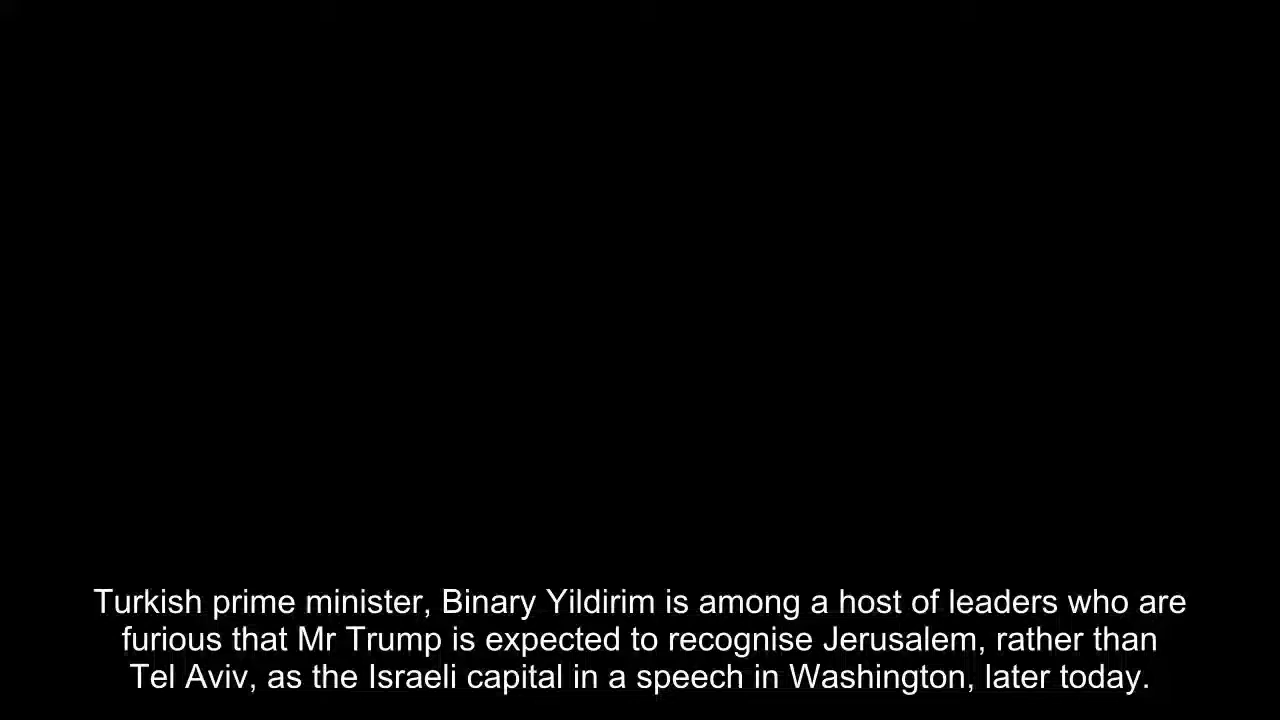 Turkish prime minister, Binary Yildirim is among a host of leaders who are
furious that Mr Trump is expected to recognise Jerusalem, rather than
Tel Aviv, as the Israeli capital in a speech in Washington, later today.